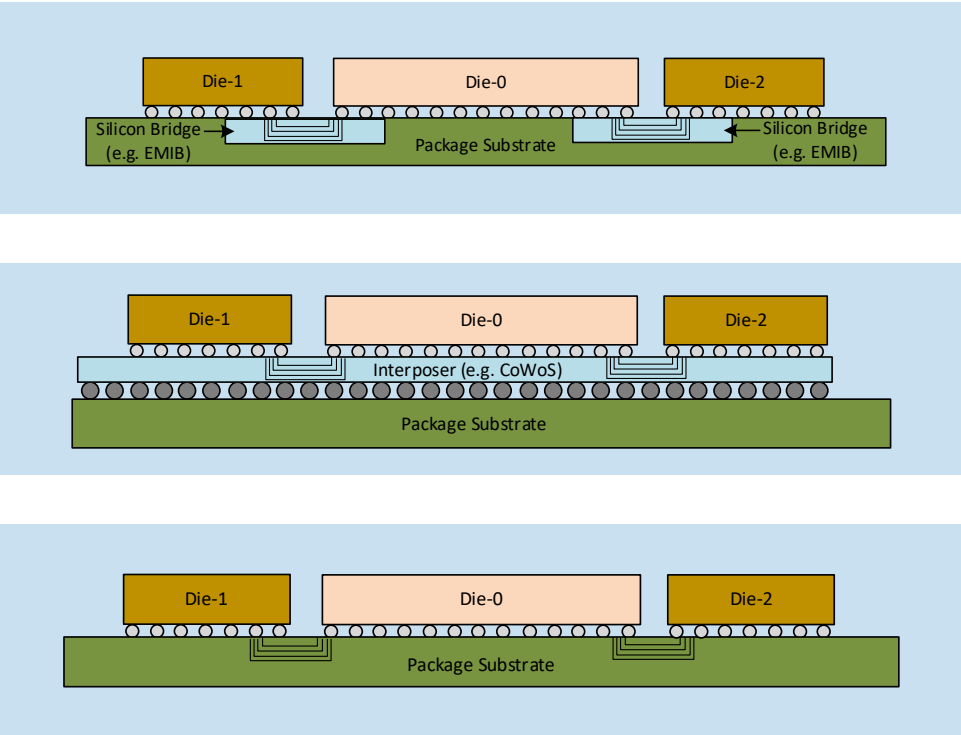 Die-1
Die-0
Die-2
Silicon Bridge
(e.g. EMIB)
Package Substrate
Silicon Bridge
(e.g. EMIB)
Die-1
Die-0
Die-2
Interposer (e.g. CoWoS)
Package Substrate
Die-1
Die-0
Die-2
Package Substrate